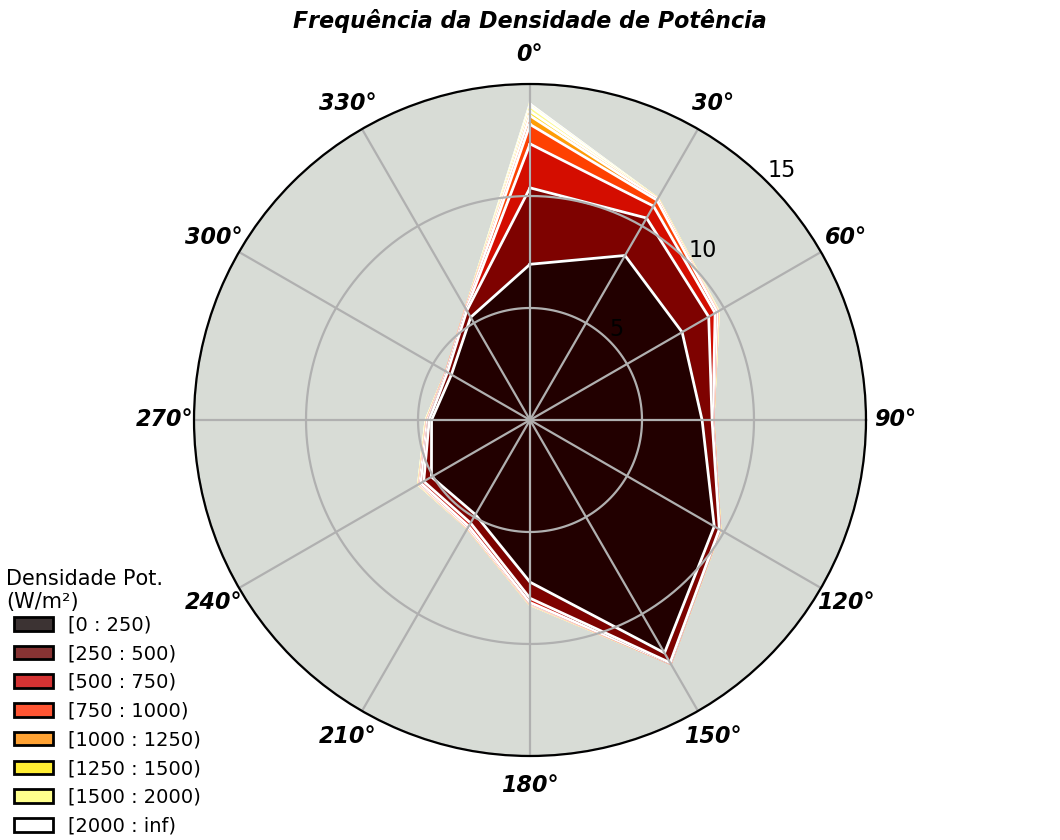 Frequência da Densidade de Potência
0°
330°
30°
15
300°
60°
10
5
270°
90°
240°
120°
210°
150°
180°
Densidade Pot.
(W/m²)
[0 : 250)
[250 : 500)
[500 : 750)
[750 : 1000)
[1000 : 1250)
[1250 : 1500)
[1500 : 2000)
[2000 : inf)